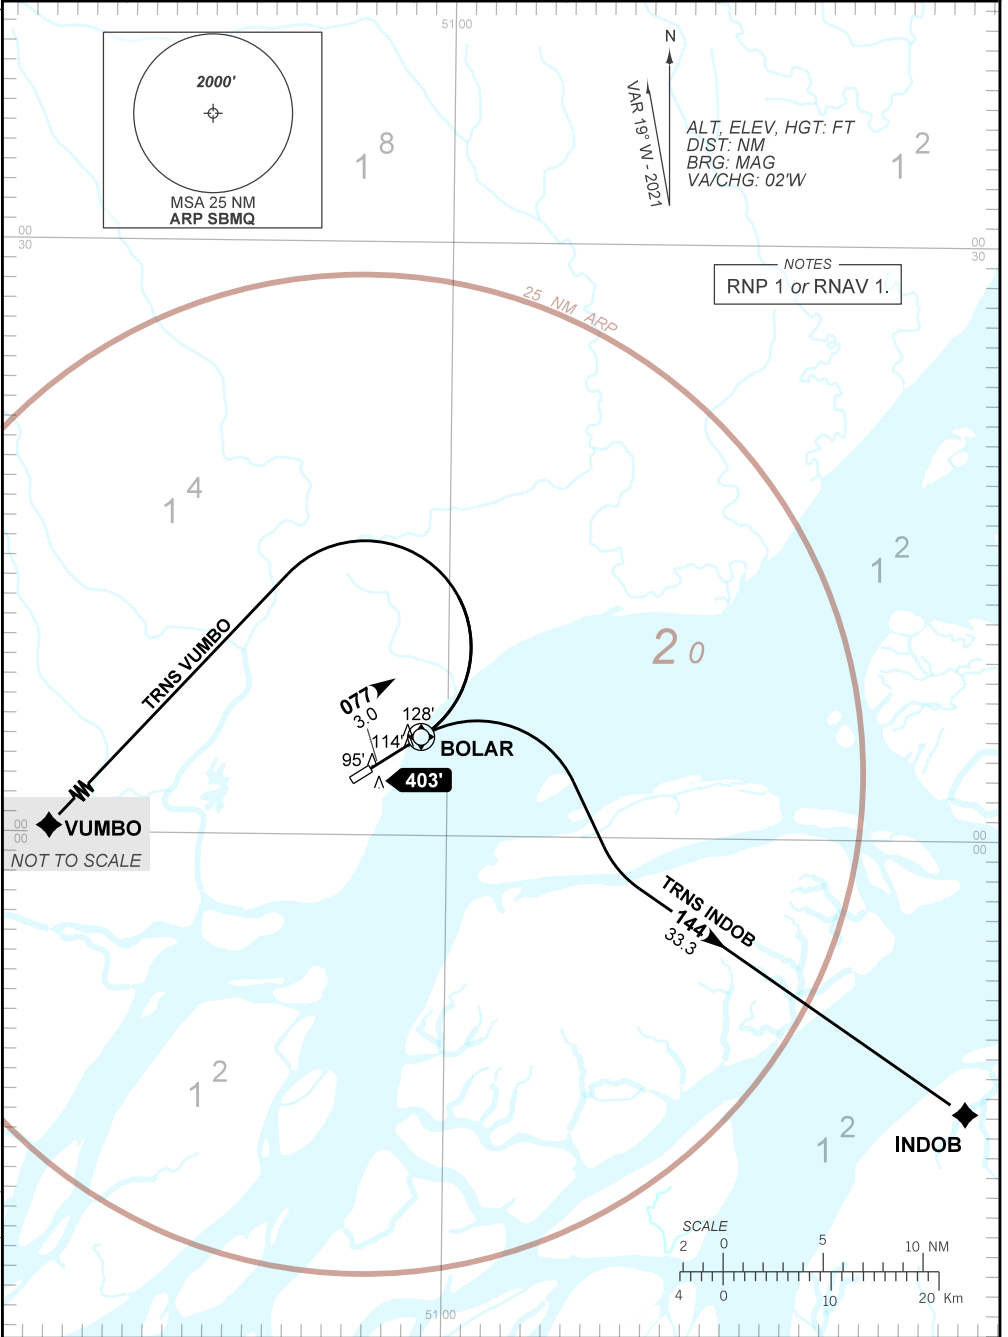 51 00
2000'
MSA 25 NM
ARP SBMQ
N
VAR 19° W - 2021
ALT, ELEV, HGT: FT
DIST: NM
BRG: MAG
VA/CHG: 02'W
1 8
1 2
00
30
00
30
NOTES
RNP 1 or RNAV 1.
25 NM ARP
1 4
1 2
2 0
TRNS VUMBO
077
3.0
128'
114'
95'
BOLAR
403'
VUMBO
NOT TO SCALE
00
00
00
00
TRNS INDOB
144
33.3
1 2
1 2
INDOB
SCALE
2 0 5 10 NM
4 0 10 20 Km
51 00